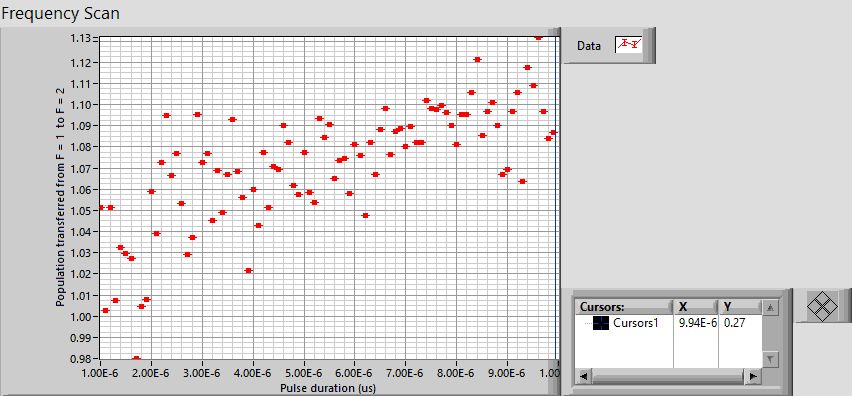 Frequency Scan
Data
Population transferred from F = 1 to F = 2
1.13
1.12
1.11
1.10
1.09
1.08
1.07
1.06
1.05
1.04
1.03
1.02
1.01
1.00
0.99
0.98
1.00E-6 2.00E-6 3.00E-6 4.00E-6 5.00E-6 6.00E-6 7.00E-6 8.00E-6 9.00E-6 1.00
Pulse duration (us)
Cursors: X Y
Cursors1 9.94E-6 0.27